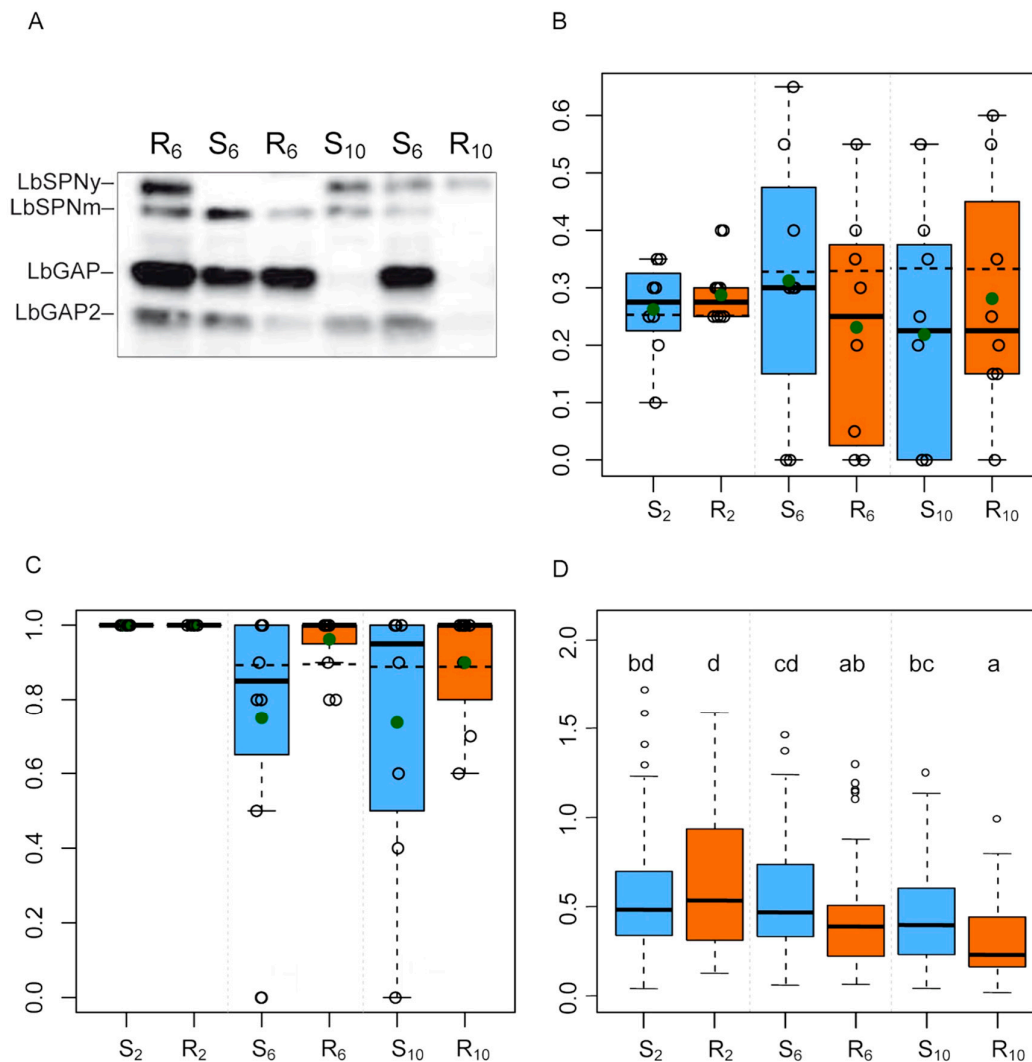 A
R₆ S₆ R₆ S₁₀ S₆ R₁₀
LbSPNy–
LbSPNm–
LbGAP–
LbGAP2–
B
0.6
0.5
0.4
0.3
0.2
0.1
0.0
S₂ R₂ S₆ R₆ S₁₀ R₁₀
C
1.0
0.8
0.6
0.4
0.2
0.0
S₂ R₂ S₆ R₆ S₁₀ R₁₀
D
2.0
bd d cd ab bc a
1.5
1.0
0.5
0.0
S₂ R₂ S₆ R₆ S₁₀ R₁₀